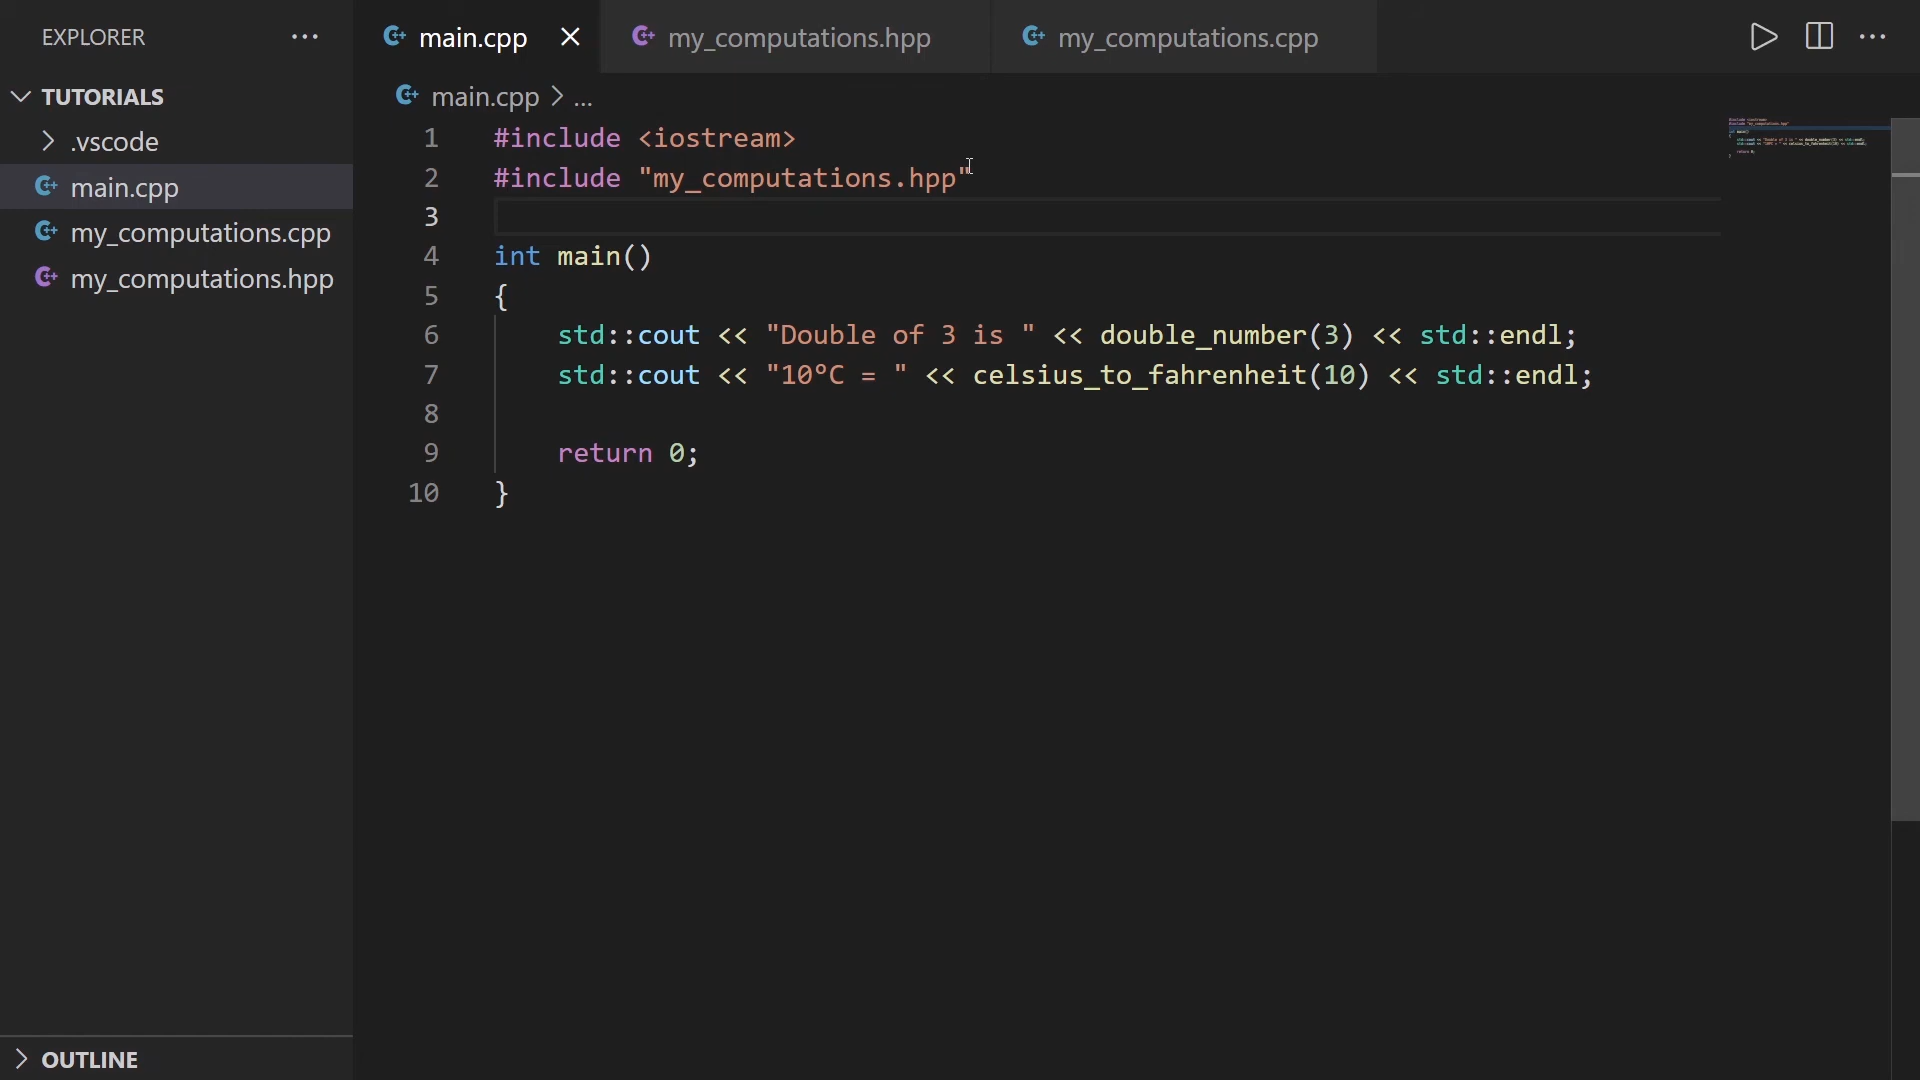 EXPLORER
TUTORIALS
.vscode
main.cpp
my_computations.cpp
my_computations.hpp
OUTLINE
main.cpp my_computations.hpp my_computations.cpp
main.cpp > ...
1 #include <iostream>
2 #include "my_computations.hpp"
3
4 int main()
5 {
6     std::cout << "Double of 3 is " << double_number(3) << std::endl;
7     std::cout << "10°C = " << celsius_to_fahrenheit(10) << std::endl;
8
9     return 0;
10 }